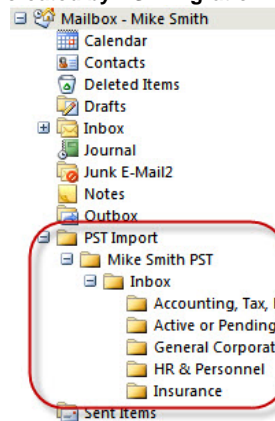 Mailbox - Mike Smith
Calendar
Contacts
Deleted Items
Drafts
Inbox
Journal
Junk E-Mail2
Notes
Outbox
PST Import
Mike Smith PST
Inbox
Accounting, Tax,
Active or Pending
General Corporat
HR & Personnel
Insurance
Sent Items